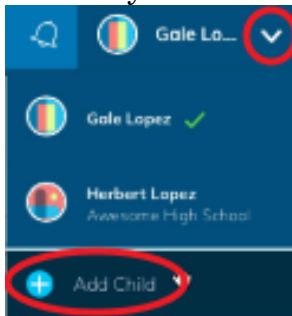 Gale Lo...
Gale Lopez
Herbert Lopez
Awesome High School
Add Child